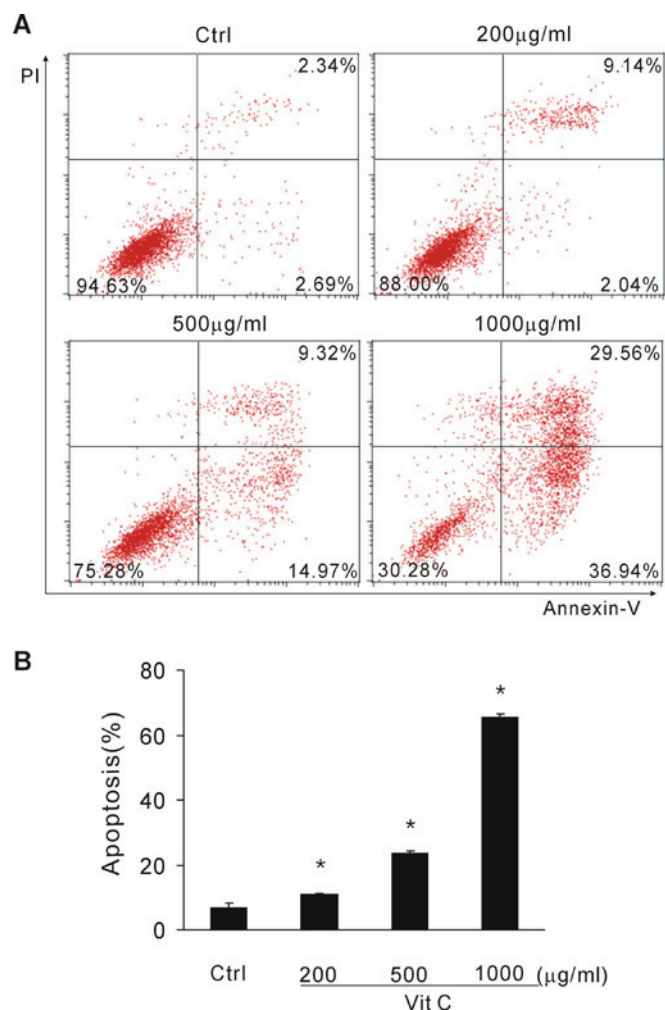 A
Ctrl
200μg/ml
PI
2.34%
9.14%
94.63%
2.69%
88.00%
2.04%
500μg/ml
1000μg/ml
9.32%
29.56%
75.28%
14.97%
30.28%
36.94%
Annexin-V
B
Apoptosis(%)
80
60
40
20
0
*
*
*
Ctrl 200 500 1000 (μg/ml)
Vit C